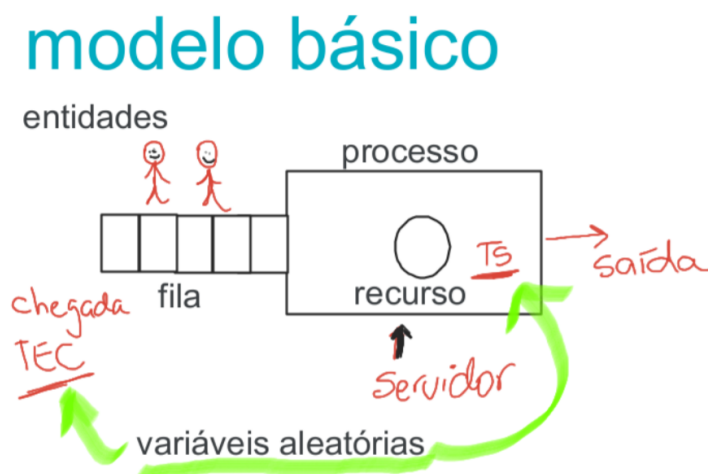 modelo básico
entidades
processo
TS
saída
fila
recurso
chegada
TEC
servidor
variáveis aleatórias